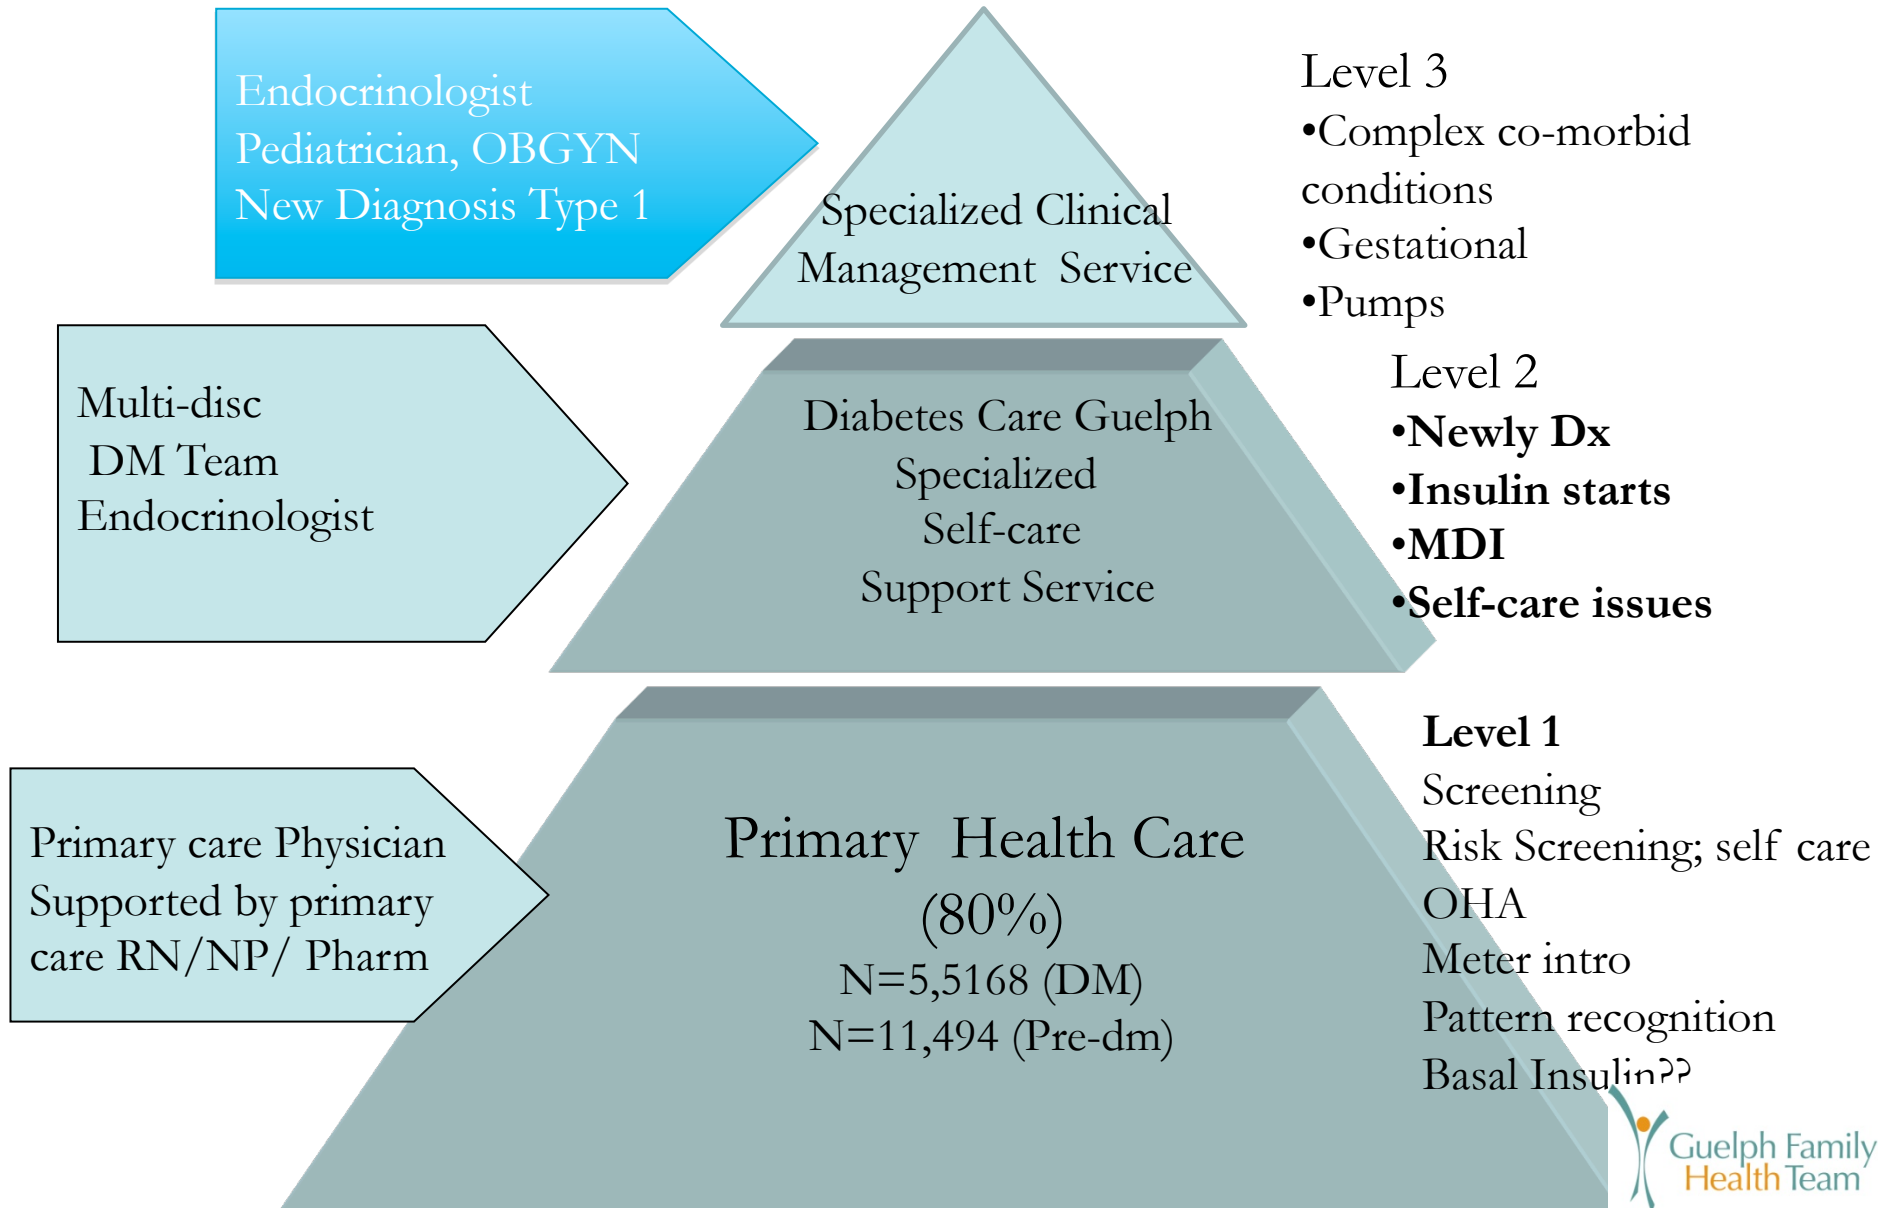 Endocrinologist
Pediatrician, OBGYN
New Diagnosis Type 1
Specialized Clinical
Management Service
Level 3
•Complex co-morbid
conditions
•Gestational
•Pumps
Multi-disc
DM Team
Endocrinologist
Diabetes Care Guelph
Specialized
Self-care
Support Service
Level 2
•Newly Dx
•Insulin starts
•MDI
•Self-care issues
Primary care Physician
Supported by primary
care RN/NP/ Pharm
Primary Health Care
(80%)
N=5,5168 (DM)
N=11,494 (Pre-dm)
Level 1
Screening
Risk Screening; self care
OHA
Meter intro
Pattern recognition
Basal Insulin??
Guelph Family
Health Team